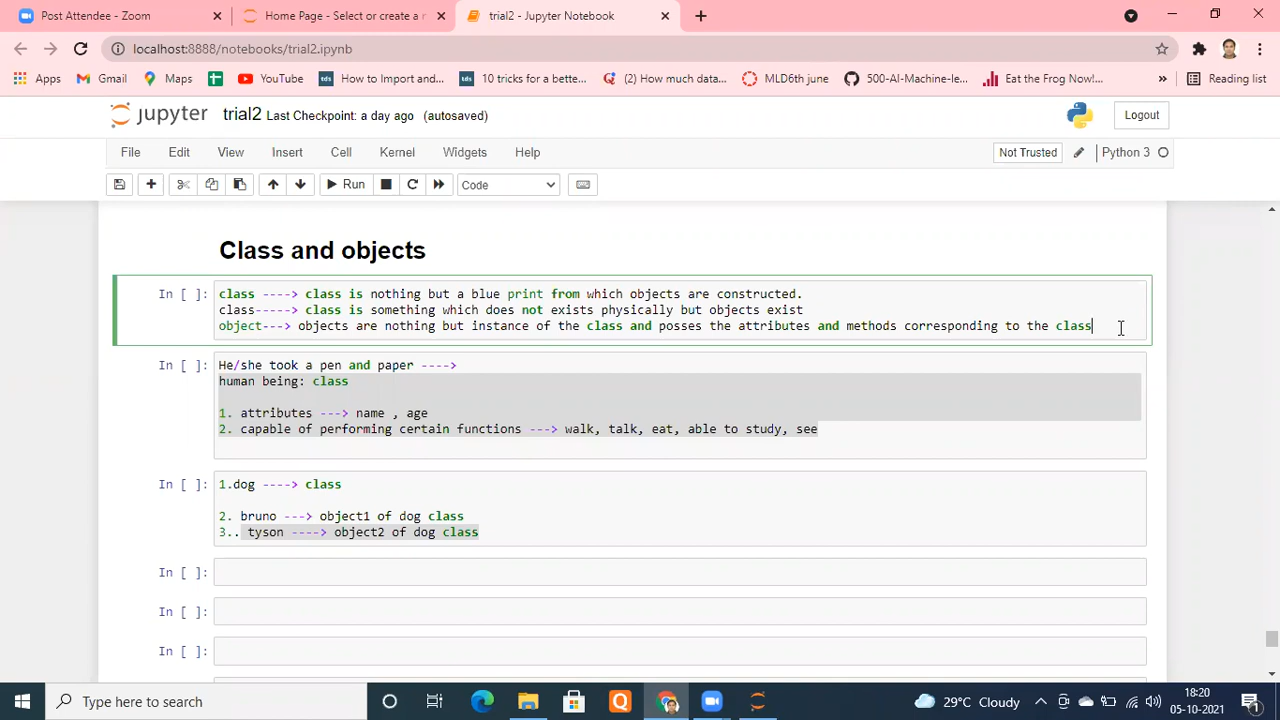 Post Attendee - Zoom
Home Page - Select or create a n
trial2 - Jupyter Notebook
localhost:8888/notebooks/trial2.ipynb
Apps
Gmail
Maps
YouTube
tds How to Import and...
tds 10 tricks for a bette...
(2) How much data...
MLD6th june
500-AI-Machine-le...
Eat the Frog Now!...
»
Reading list
jupyter trial2 Last Checkpoint: a day ago (autosaved)
Logout
File Edit View Insert Cell Kernel Widgets Help
Not Trusted
Python 3
Run
Code
Class and objects
In [ ]: class ----> class is nothing but a blue print from which objects are constructed.
class-----> class is something which does not exists physically but objects exist
object---> objects are nothing but instance of the class and posses the attributes and methods corresponding to the class
In [ ]: He/she took a pen and paper ---->
human being: class
1. attributes ---> name , age
2. capable of performing certain functions ---> walk, talk, eat, able to study, see
In [ ]: 1.dog ----> class
2. bruno ---> object1 of dog class
3.. tyson ----> object2 of dog class
In [ ]:
In [ ]:
In [ ]:
Type here to search
29°C Cloudy
18:20
05-10-2021
1